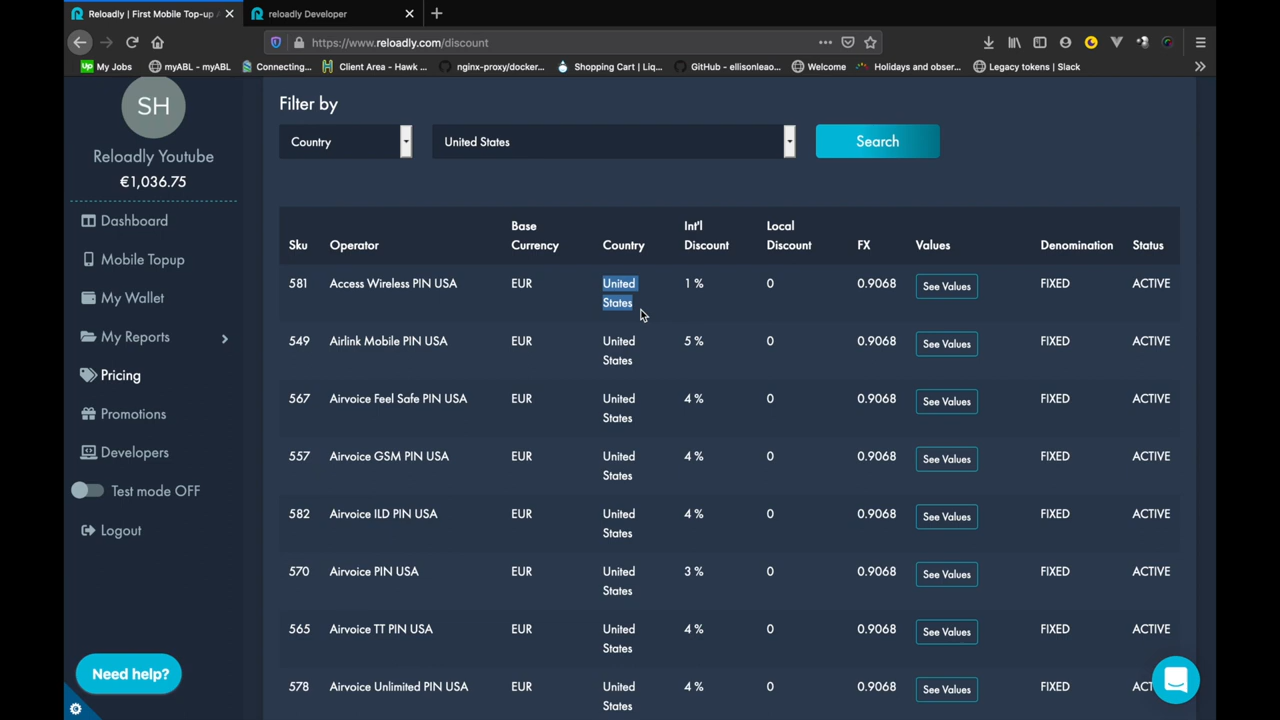 Reloadly | First Mobile Top-up
reloadly Developer
https://www.reloadly.com/discount
My Jobs
myABL - myABL
Connecting...
Client Area - Hawk ...
nginx-proxy/docker...
Shopping Cart | Liq...
GitHub - ellisonleao...
Welcome
Holidays and obser...
Legacy tokens | Slack
SH
Reloadly Youtube
€1,036.75
Dashboard
Mobile Topup
My Wallet
My Reports
Pricing
Promotions
Developers
Test mode OFF
Logout
Need help?
Filter by
Country
United States
Search
Sku Operator Base Currency Country Int'l Discount Local Discount FX Values Denomination Status
581 Access Wireless PIN USA EUR United States 1 % 0 0.9068 See Values FIXED ACTIVE
549 Airlink Mobile PIN USA EUR United States 5 % 0 0.9068 See Values FIXED ACTIVE
567 Airvoice Feel Safe PIN USA EUR United States 4 % 0 0.9068 See Values FIXED ACTIVE
557 Airvoice GSM PIN USA EUR United States 4 % 0 0.9068 See Values FIXED ACTIVE
582 Airvoice ILD PIN USA EUR United States 4 % 0 0.9068 See Values FIXED ACTIVE
570 Airvoice PIN USA EUR United States 3 % 0 0.9068 See Values FIXED ACTIVE
565 Airvoice TT PIN USA EUR United States 4 % 0 0.9068 See Values FIXED ACTIVE
578 Airvoice Unlimited PIN USA EUR United States 4 % 0 0.9068 See Values FIXED